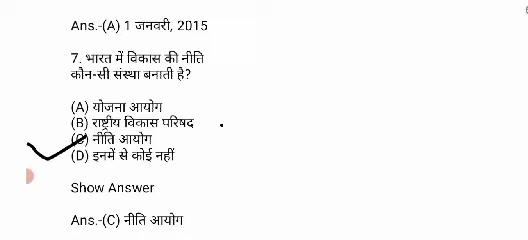 Ans.-(A) 1 जनवरी, 2015
7. भारत में विकास की नीति
कौन-सी संस्था बनाती है?
(A) योजना आयोग
(B) राष्ट्रीय विकास परिषद
(C) नीति आयोग
(D) इनमें से कोई नहीं
Show Answer
Ans.-(C) नीति आयोग